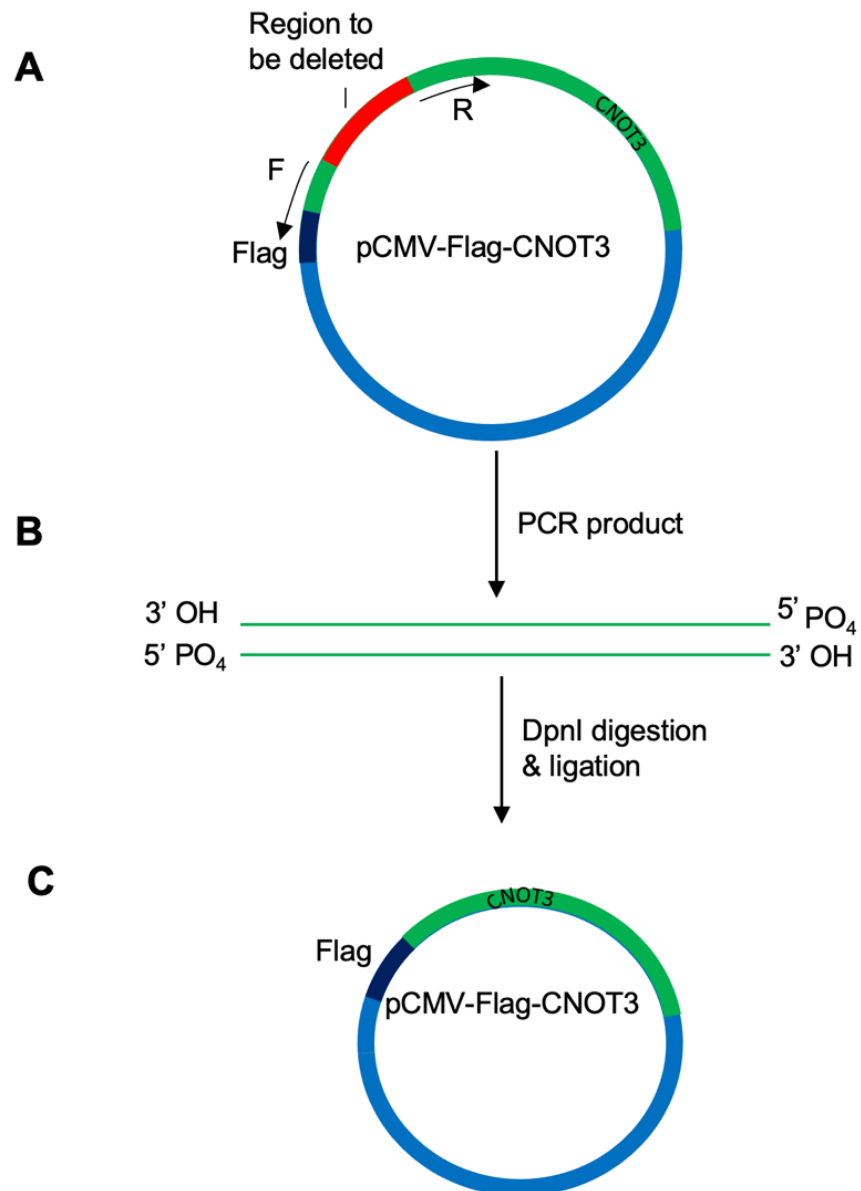 A
Region to
be deleted
R
CNOT3
F
Flag
pCMV-Flag-CNOT3
PCR product
B
3’ OH
5’ PO₄
5’ PO₄
3’ OH
DpnI digestion
& ligation
C
CNOT3
Flag
pCMV-Flag-CNOT3